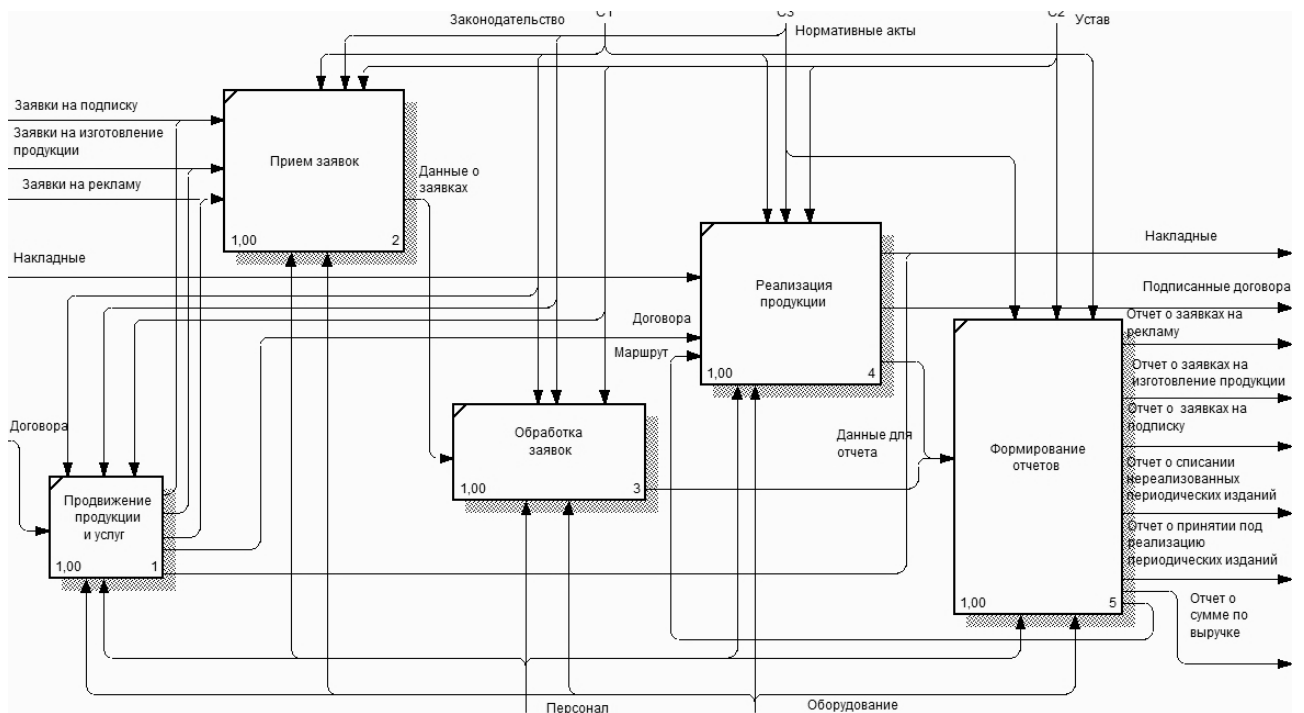 Законодательство
C1
C3
Нормативные акты
C2
Устав
Заявки на подписку
Заявки на изготовление
продукции
Заявки на рекламу
Прием заявок
1,00
2
Данные о
заявках
Накладные
Реализация
продукции
1,00
4
Накладные
Подписанные договора
Договора
Маршрут
Отчет о заявках на
рекламу
Отчет о заявках на
изготовление продукции
Отчет о заявках на
подписку
Отчет о списании
нереализованных
периодических изданий
Отчет о принятии под
реализацию
периодических изданий
Отчет о
сумме по
выручке
Обработка
заявок
1,00
3
Данные для
отчета
Формирование
отчетов
1,00
5
Договора
Продвижение
продукции
и услуг
1,00
1
Персонал
Оборудование